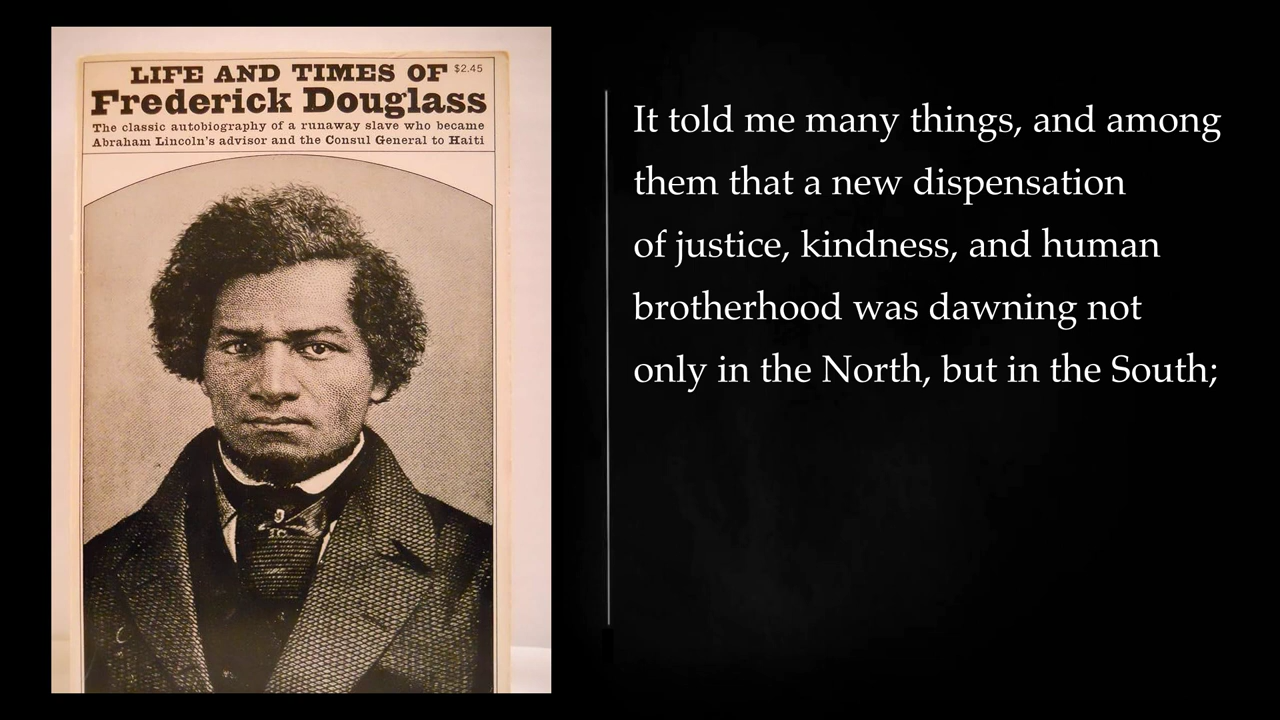 LIFE AND TIMES OF $2.45
Frederick Douglass
The classic autobiography of a runaway slave who became
Abraham Lincoln's advisor and the Consul General to Haiti
It told me many things, and among
them that a new dispensation
of justice, kindness, and human
brotherhood was dawning not
only in the North, but in the South;